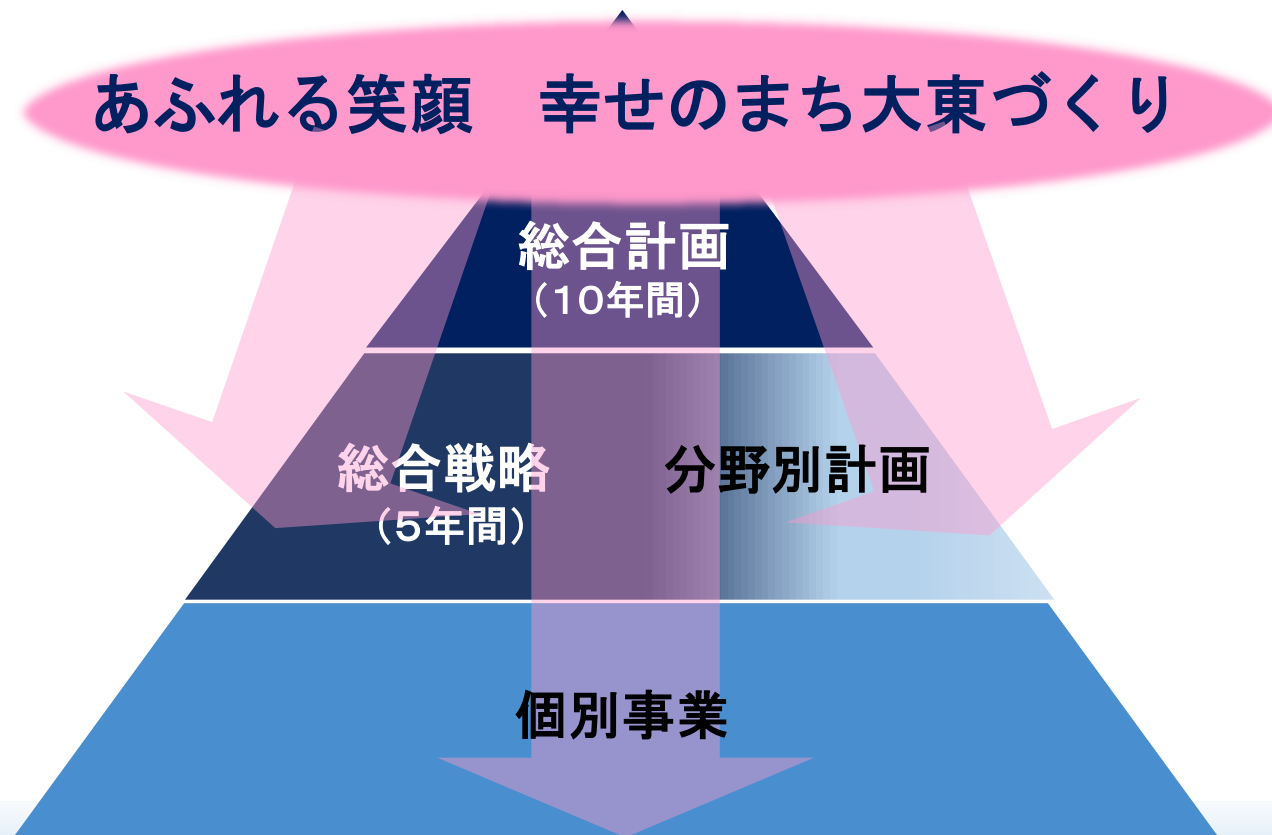 あふれる笑顔　幸せのまち大東づくり
総合計画
（10年間）
総合戦略
（5年間）
分野別計画
個別事業